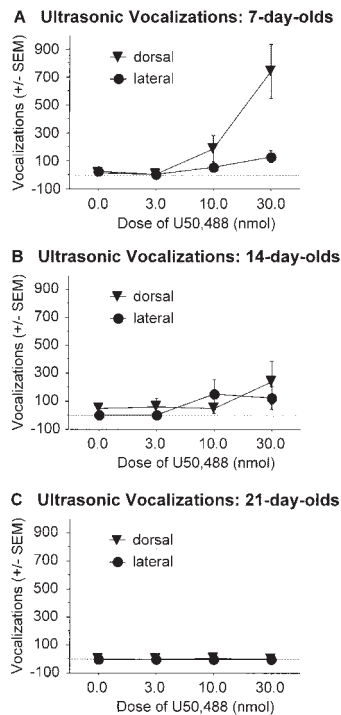 A Ultrasonic Vocalizations: 7-day-olds
Vocalizations (+/- SEM)
900
700
500
300
100
-100
dorsal
lateral
0.0 3.0 10.0 30.0
Dose of U50,488 (nmol)
B Ultrasonic Vocalizations: 14-day-olds
Vocalizations (+/- SEM)
900
700
500
300
100
-100
dorsal
lateral
0.0 3.0 10.0 30.0
Dose of U50,488 (nmol)
C Ultrasonic Vocalizations: 21-day-olds
Vocalizations (+/- SEM)
900
700
500
300
100
-100
dorsal
lateral
0.0 3.0 10.0 30.0
Dose of U50,488 (nmol)